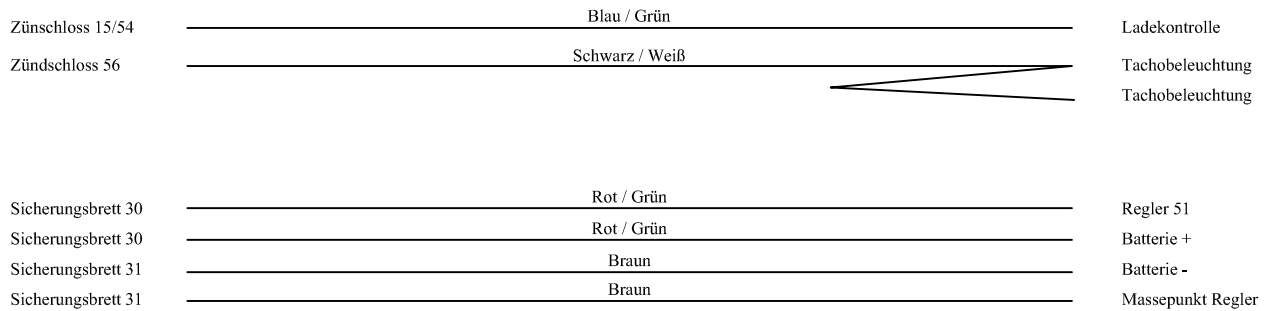 Zünschloss 15/54 Blau / Grün Ladekontrolle
Zündschloss 56 Schwarz / Weiß Tachobeleuchtung
Tachobeleuchtung
Sicherungsbrett 30 Rot / Grün Regler 51
Sicherungsbrett 30 Rot / Grün Batterie +
Sicherungsbrett 31 Braun Batterie -
Sicherungsbrett 31 Braun Massepunkt Regler